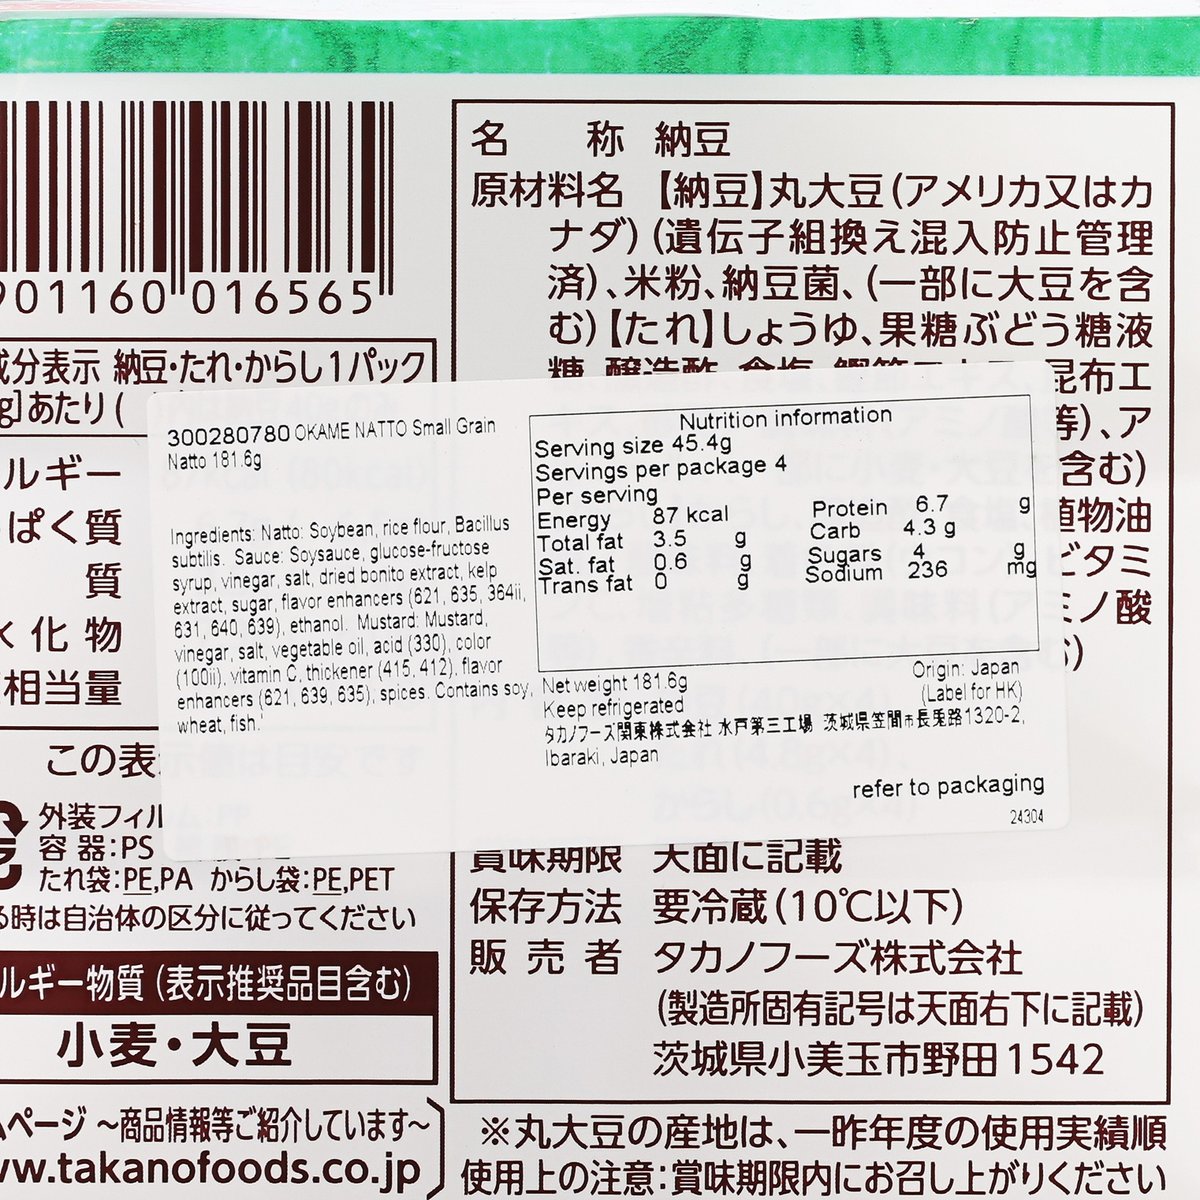 901160 016565
成分表示 納豆・たれ・からし1パック
g]あたり(
ルギー
ぱく質
質
水化物
相当量
この表
外装フィル
容器:PS
たれ袋:PE,PA からし袋:PE,PET
る時は自治体の区分に従ってください
ルギー物質(表示推奨品目含む)
小麦・大豆
ムページ ~商品情報等ご紹介しています~
ww.takanofoods.co.jp
名称 納豆
原材料名 【納豆】丸大豆(アメリカ又はカ
ナダ)(遺伝子組換え混入防止管理
済)、米粉、納豆菌、(一部に大豆を含
む)【たれ】しょうゆ、果糖ぶどう糖液
糖、醸造酢、食塩、鰹節エキス、昆布エ
等)、ア
含む)
植物油
ビタミ
ミノ酸
300280780 OKAME NATTO Small Grain
Natto 181.6g
Ingredients: Natto: Soybean, rice flour, Bacillus
subtilis. Sauce: Soysauce, glucose-fructose
syrup, vinegar, salt, dried bonito extract, kelp
extract, sugar, flavor enhancers (621, 635, 364ii,
631, 640, 639), ethanol. Mustard: Mustard,
vinegar, salt, vegetable oil, acid (330), color
(100ii), vitamin C, thickener (415, 412), flavor
enhancers (621, 639, 635), spices. Contains soy,
wheat, fish.
Nutrition information
Serving size 45.4g
Servings per package 4
Per serving
Energy 87 kcal
Total fat 3.5 g
Sat. fat 0.6 g
Trans fat 0 g
Protein 6.7 g
Carb 4.3 g
Sugars 4 g
Sodium 236 mg
Net weight 181.6g
Keep refrigerated
Origin: Japan
(Label for HK)
タカノフーズ関東株式会社 水戸第三工場 茨城県笠間市長兎路1320-2,
Ibaraki, Japan
refer to packaging
24304
賞味期限 天面に記載
保存方法 要冷蔵(10℃以下)
販売者 タカノフーズ株式会社
(製造所固有記号は天面右下に記載)
茨城県小美玉市野田1542
※丸大豆の産地は、一昨年度の使用実績順
使用上の注意:賞味期限内にお召し上がりください